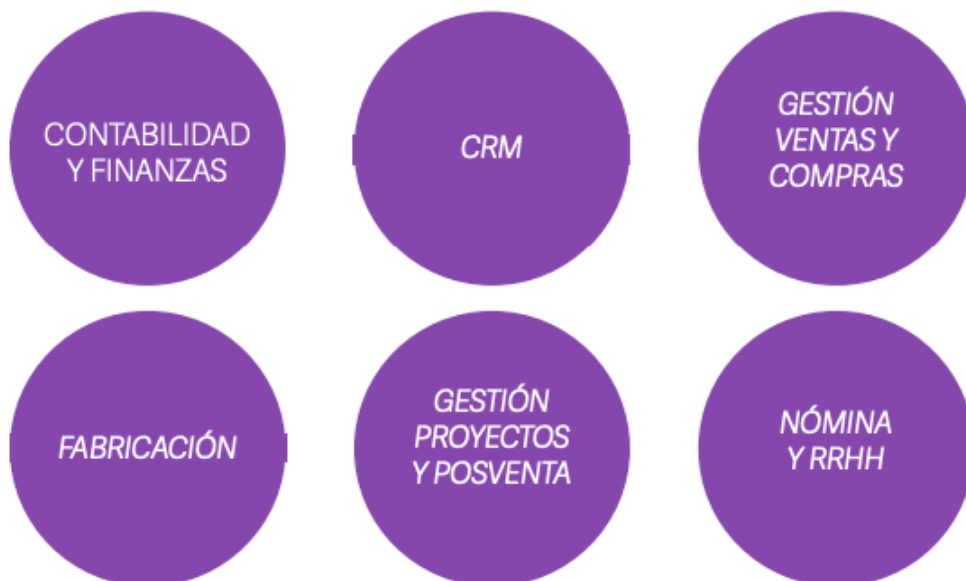 CONTABILIDAD
Y FINANZAS
CRM
GESTIÓN
VENTAS Y
COMPRAS
FABRICACIÓN
GESTIÓN
PROYECTOS
Y POSVENTA
NÓMINA
Y RRHH